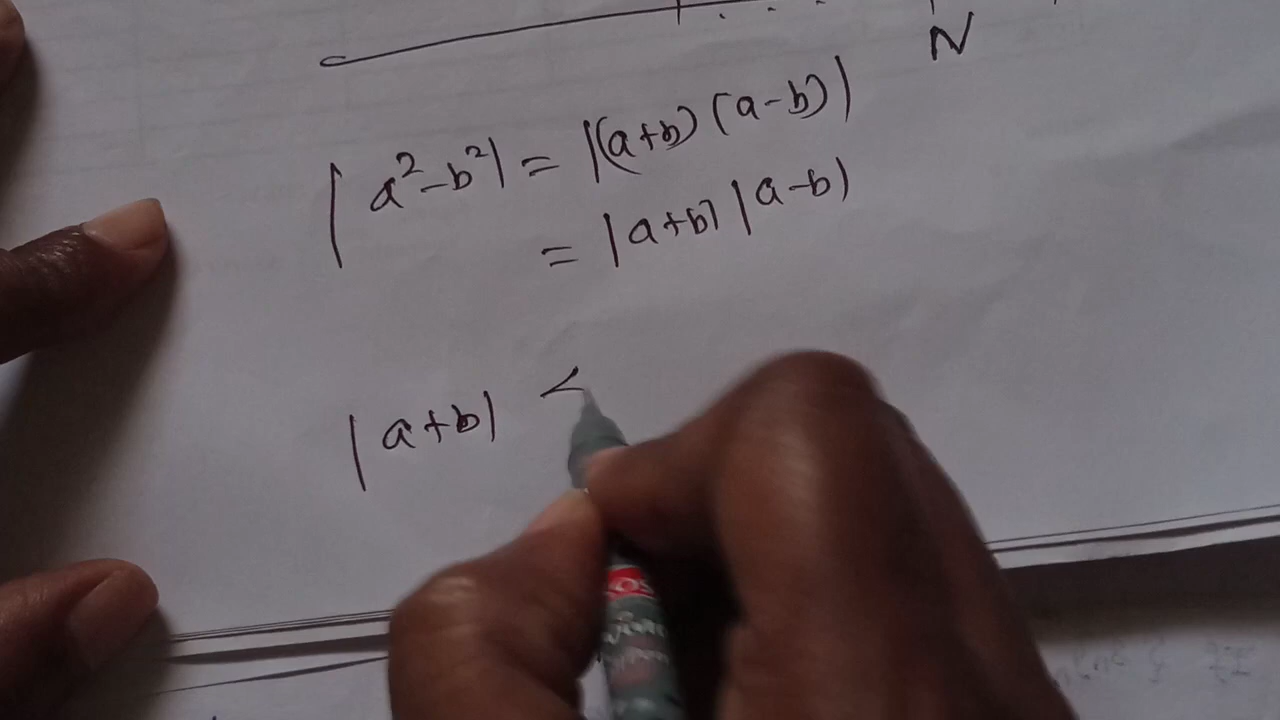 N
|a²-b²| = |(a+b)(a-b)|
= |a+b||a-b|
|a+b| <